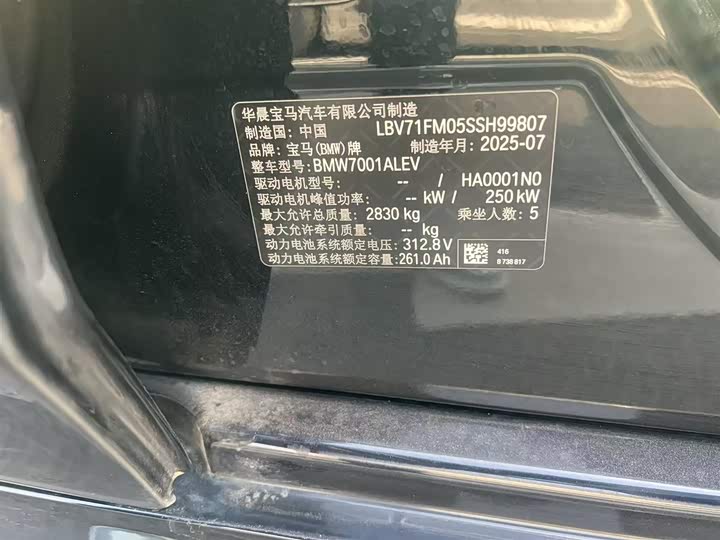 华晨宝马汽车有限公司制造
制造国: 中国 LBV71FM05SSH99807
品牌: 宝马(BMW)牌 制造年月: 2025-07
整车型号: BMW7001ALEV
驱动电机型号: -- / HA0001N0
驱动电机峰值功率: -- kW / 250 kW
最大允许总质量: 2830 kg 乘坐人数: 5
最大允许牵引质量: -- kg
动力电池系统额定电压: 312.8 V
动力电池系统额定容量: 261.0 Ah
416
8 738 817